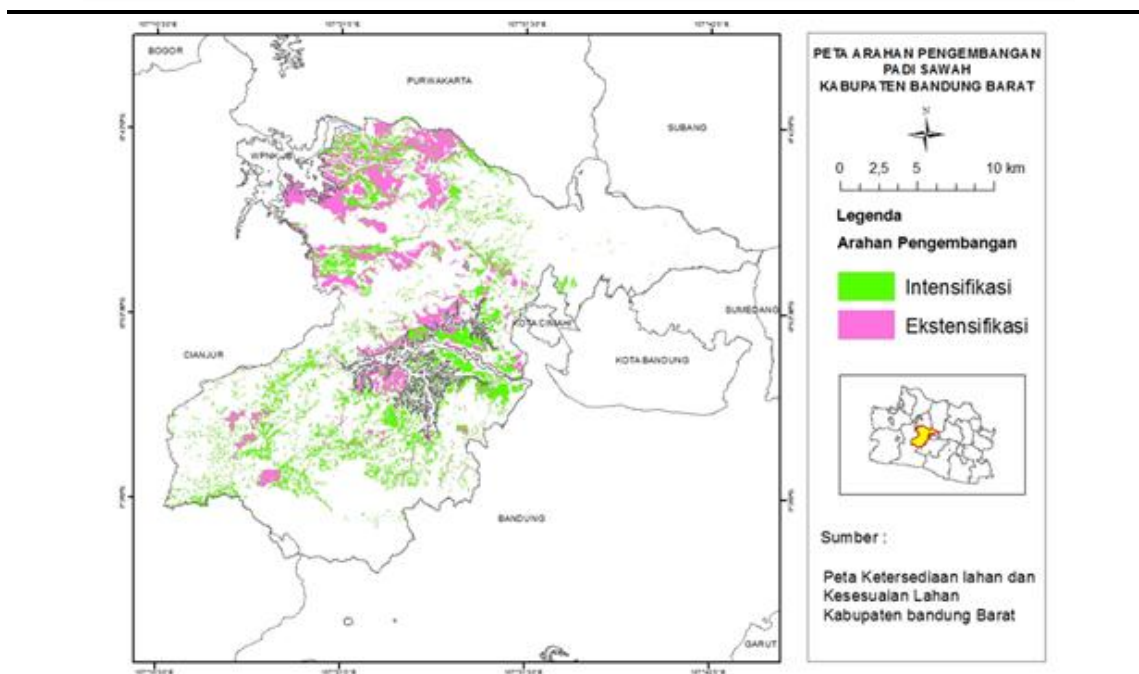 BOGOR
PURWAKARTA
SUBANG
CIANJUR
KOTA CIMAHI
SUMEDANG
KOTA BANDUNG
BANDUNG
GARUT
PETA ARAHAN PENGEMBANGAN
PADI SAWAH
KABUPATEN BANDUNG BARAT
N
0 2,5 5 10 km
Legenda
Arahan Pengembangan
Intensifikasi
Ekstensifikasi
Sumber :
Peta Ketersediaan lahan dan
Kesesuaian Lahan
Kabupaten bandung Barat